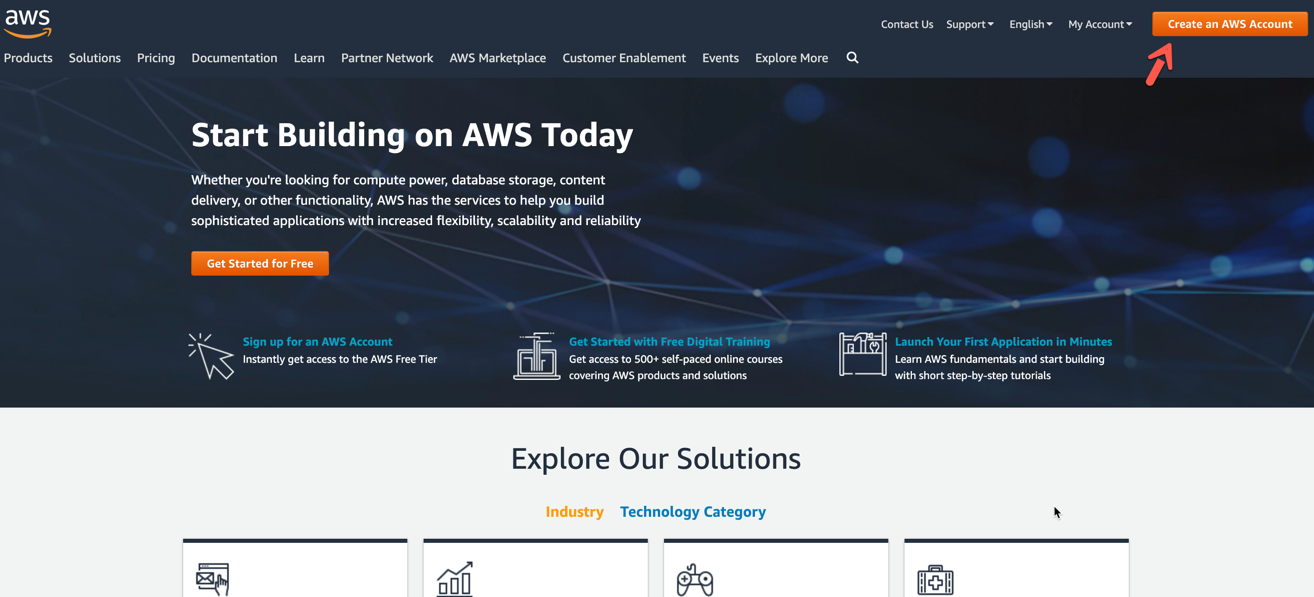 aws
Contact Us Support English My Account Create an AWS Account
Products Solutions Pricing Documentation Learn Partner Network AWS Marketplace Customer Enablement Events Explore More
Start Building on AWS Today
Whether you're looking for compute power, database storage, content
delivery, or other functionality, AWS has the services to help you build
sophisticated applications with increased flexibility, scalability and reliability
Get Started for Free
Sign up for an AWS Account
Instantly get access to the AWS Free Tier
Get Started with Free Digital Training
Get access to 500+ self-paced online courses
covering AWS products and solutions
Launch Your First Application in Minutes
Learn AWS fundamentals and start building
with short step-by-step tutorials
Explore Our Solutions
Industry Technology Category